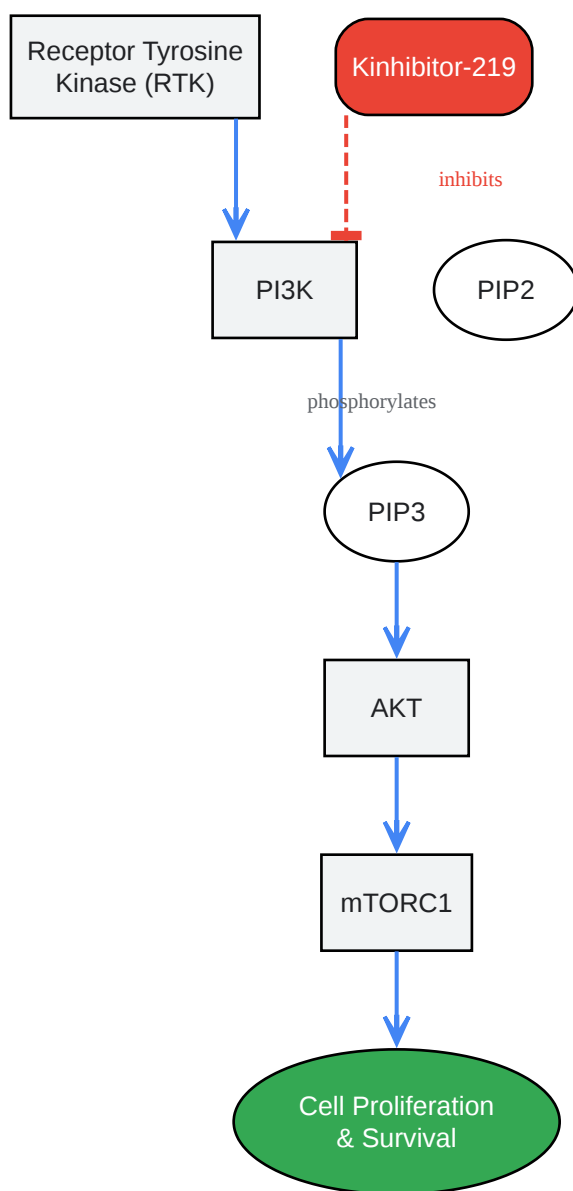 Receptor Tyrosine
Kinase (RTK)
Kinhibitor-219
inhibits
PI3K
PIP2
phosphorylates
PIP3
AKT
mTORC1
Cell Proliferation
& Survival